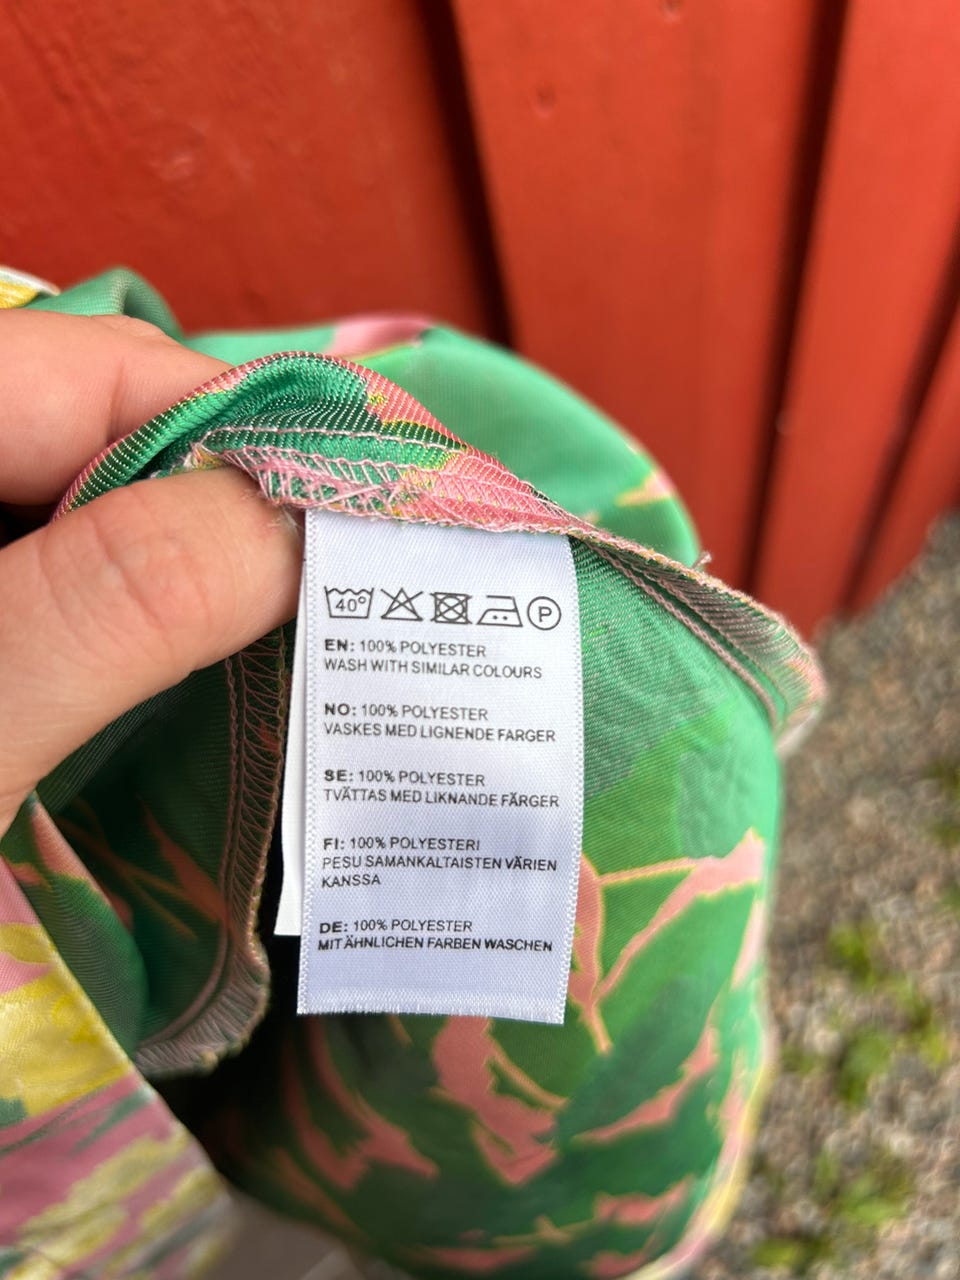 40° P
EN: 100% POLYESTER
WASH WITH SIMILAR COLOURS
NO: 100% POLYESTER
VASKES MED LIGNENDE FARGER
SE: 100% POLYESTER
TVÄTTAS MED LIKNANDE FÄRGER
FI: 100% POLYESTERI
PESU SAMANKALTAISTEN VÄRIEN
KANSSA
DE: 100% POLYESTER
MIT ÄHNLICHEN FARBEN WASCHEN